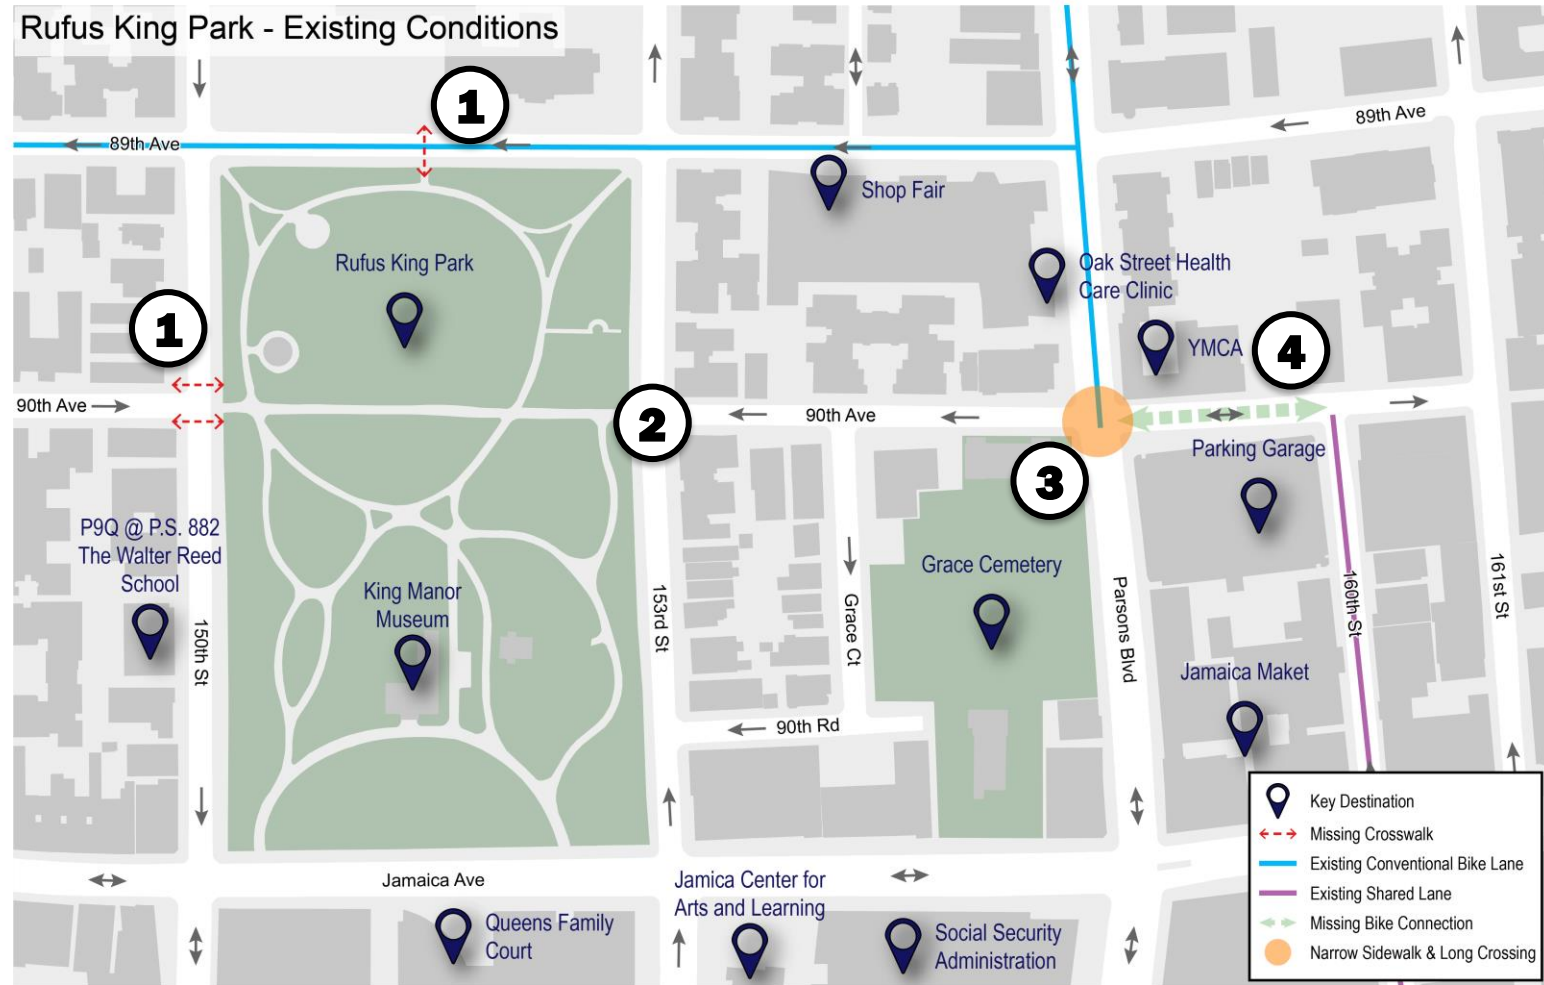 Rufus King Park - Existing Conditions
1
89th Ave
89th Ave
Shop Fair
Rufus King Park
Oak Street Health
Care Clinic
1
YMCA
4
90th Ave
2
90th Ave
Parking Garage
3
P9Q @ P.S. 882
The Walter Reed
School
King Manor
Museum
Grace Cemetery
150th St
153rd St
Grace Ct
Parsons Blvd
160th St
161st St
Jamaica Maket
90th Rd
Jamaica Ave
Jamica Center for
Arts and Learning
Queens Family
Court
Social Security
Administration
Key Destination
Missing Crosswalk
Existing Conventional Bike Lane
Existing Shared Lane
Missing Bike Connection
Narrow Sidewalk & Long Crossing